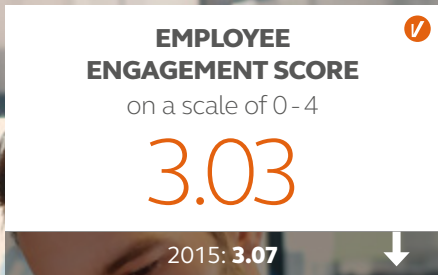 EMPLOYEE
ENGAGEMENT SCORE
on a scale of 0-4
3.03
2015: 3.07